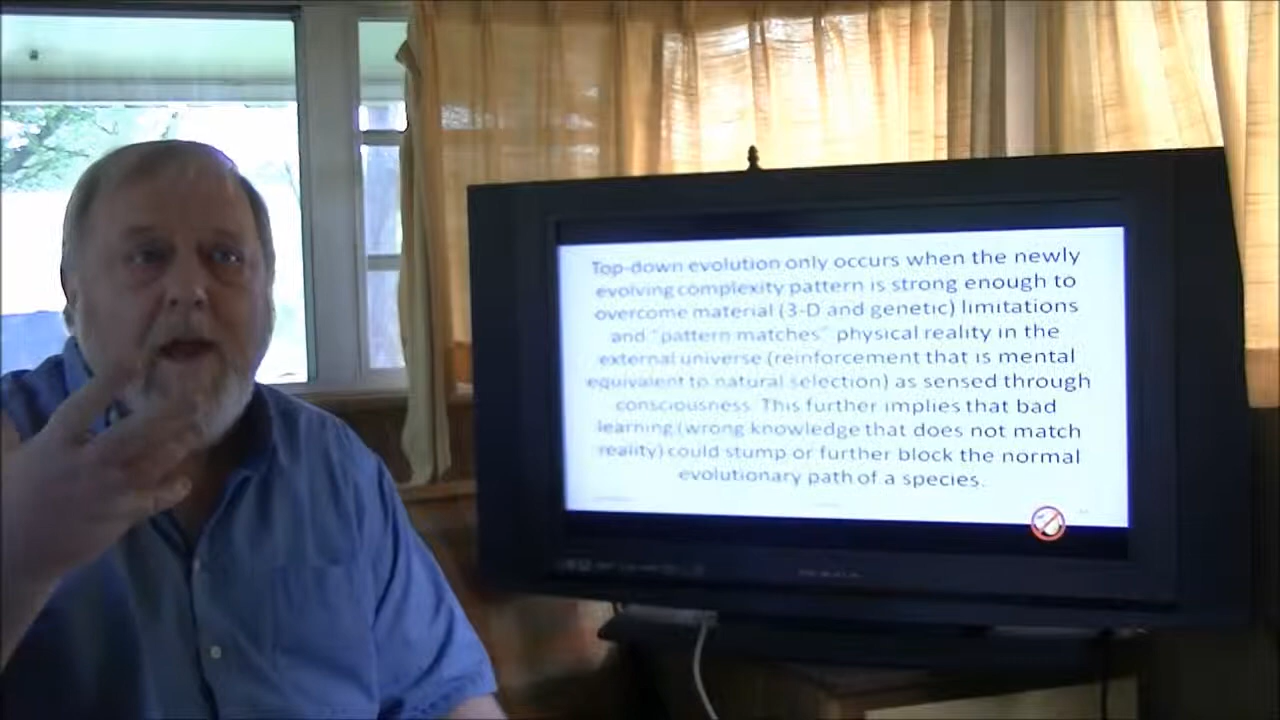 Top-down evolution only occurs when the newly
evolving complexity pattern is strong enough to
overcome material (3-D and genetic) limitations
and "pattern matches" physical reality in the
external universe (reinforcement that is mental
equivalent to natural selection) as sensed through
consciousness. This further implies that bad
learning (wrong knowledge that does not match
reality) could stump or further block the normal
evolutionary path of a species.